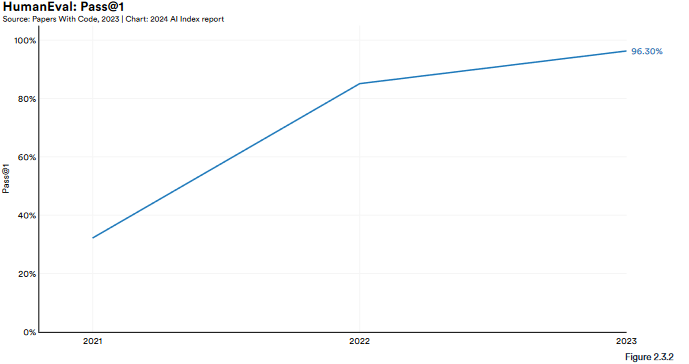 HumanEval: Pass@1
Source: Papers With Code, 2023 | Chart: 2024 AI Index report
100%
96.30%
80%
60%
Pass@1
40%
20%
0%
2021 2022 2023
Figure 2.3.2